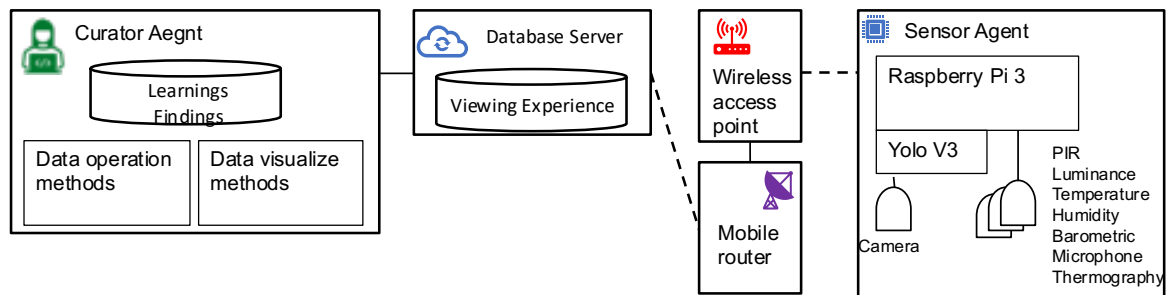 Curator Aegnt
Learnings
Findings
Data operation
methods
Data visualize
methods
Database Server
Viewing Experience
Wireless
access
point
Mobile
router
Sensor Agent
Raspberry Pi 3
Yolo V3
Camera
PIR
Luminance
Temperature
Humidity
Barometric
Microphone
Thermography